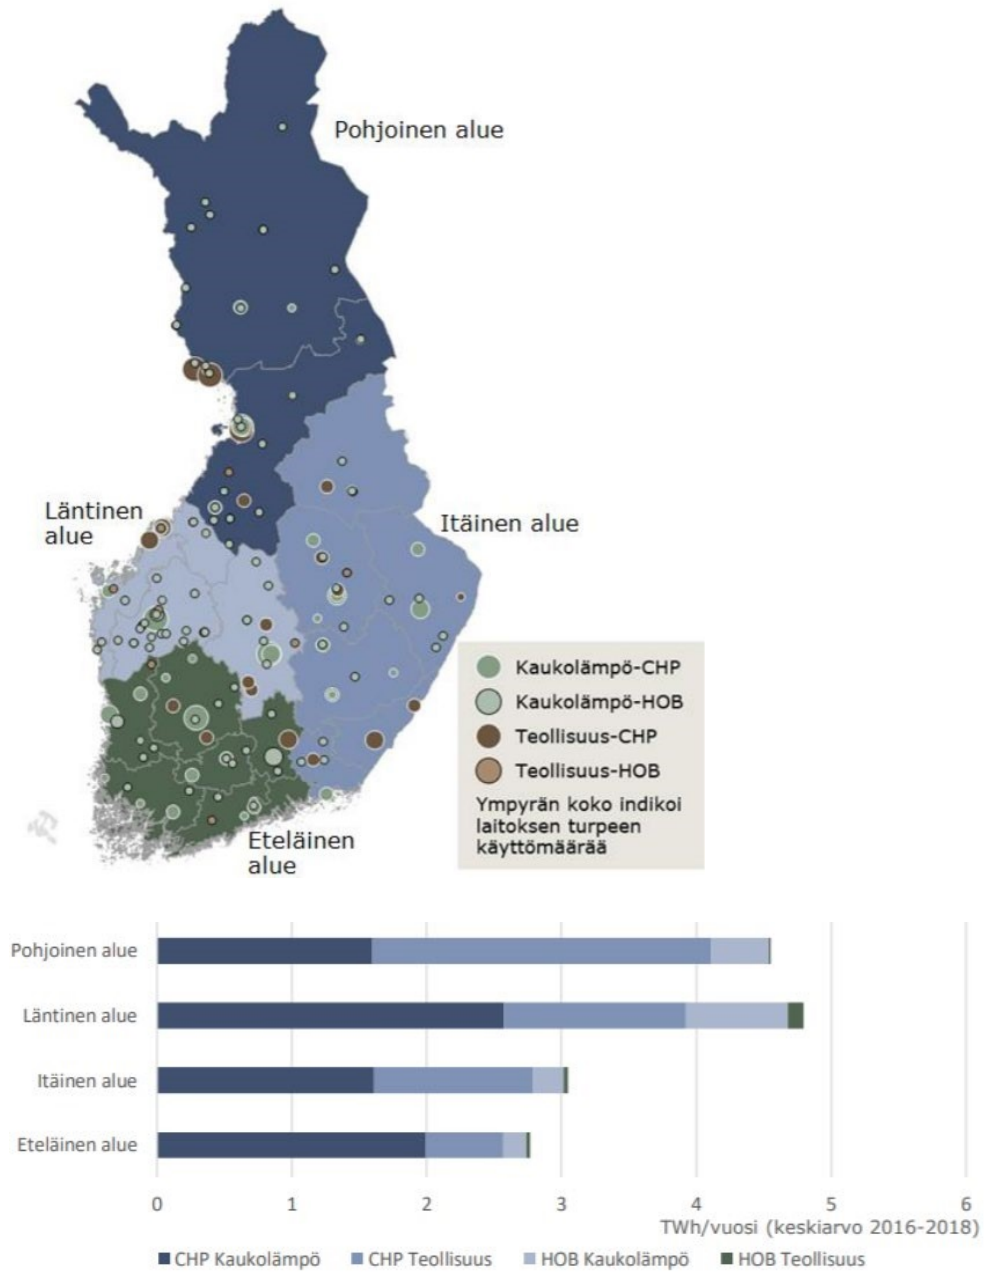 Pohjoinen alue
Läntinen
alue
Itäinen alue
Kaukolämpö-CHP
Kaukolämpö-HOB
Teollisuus-CHP
Teollisuus-HOB
Ympyrän koko indikoi
laitoksen turpeen
käyttömäärää
Eteläinen
alue
Pohjoinen alue
Läntinen alue
Itäinen alue
Eteläinen alue
0 1 2 3 4 5 6
TWh/vuosi (keskiarvo 2016-2018)
CHP Kaukolämpö CHP Teollisuus HOB Kaukolämpö HOB Teollisuus